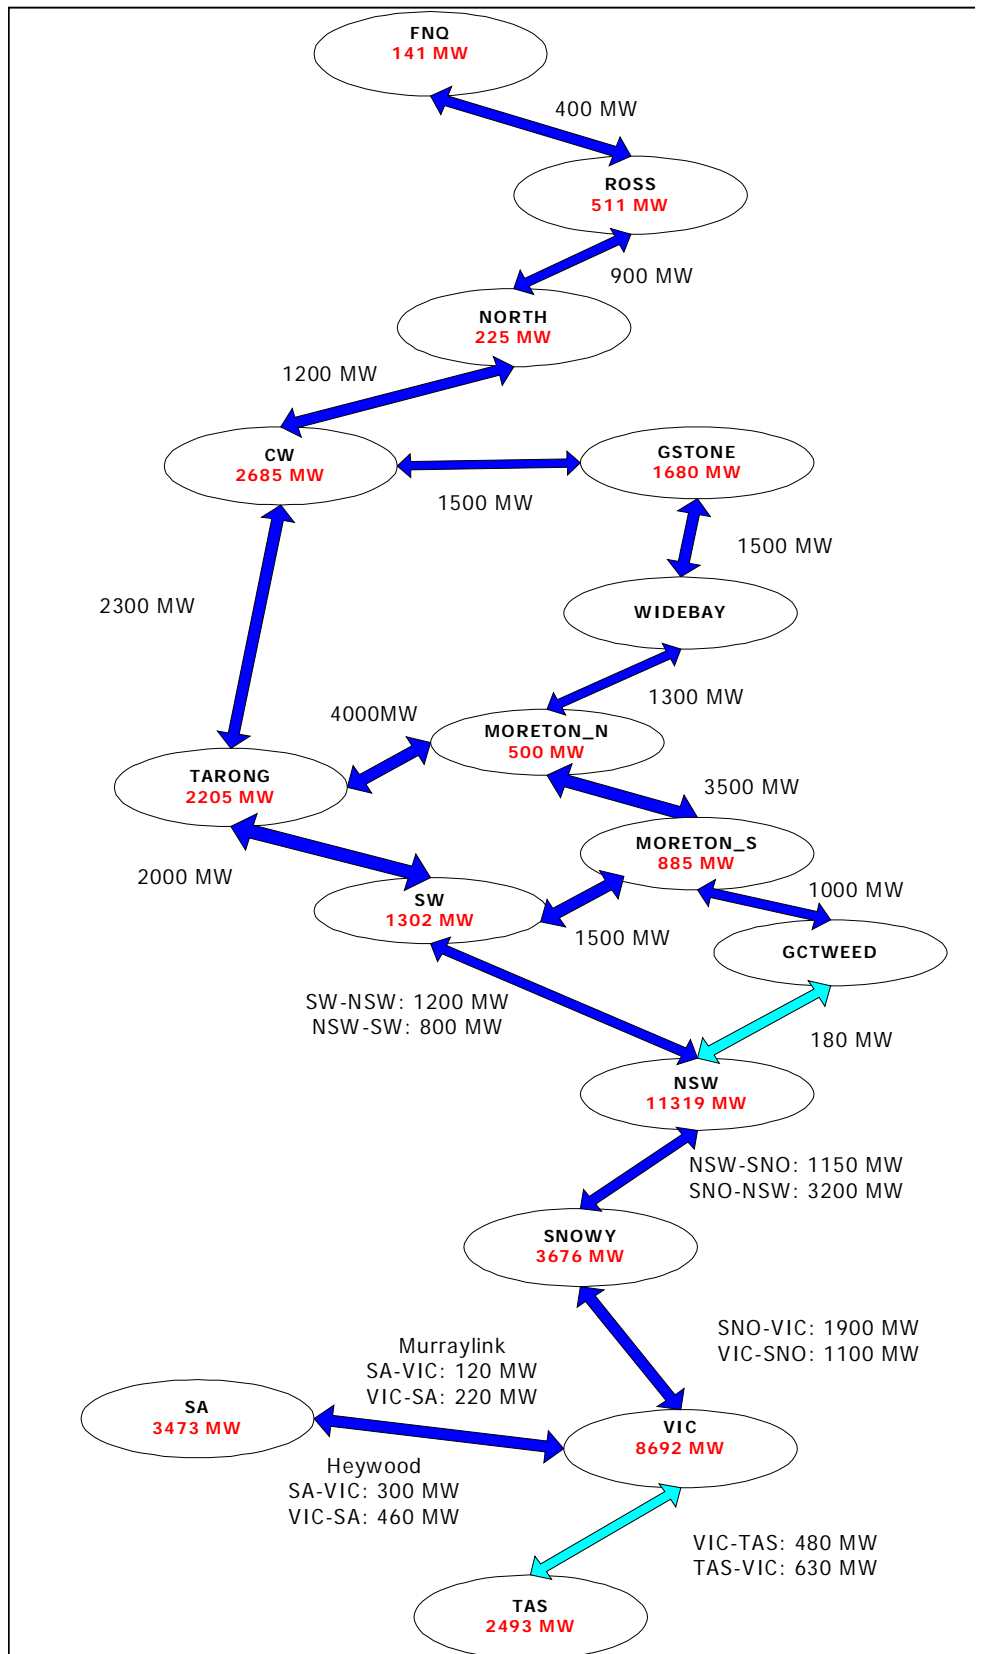 FNQ
141 MW
400 MW
ROSS
511 MW
900 MW
NORTH
225 MW
1200 MW
CW
2685 MW
GSTONE
1680 MW
1500 MW
1500 MW
2300 MW
WIDEBAY
1300 MW
4000MW
MORETON_N
500 MW
TARONG
2205 MW
3500 MW
MORETON_S
885 MW
2000 MW
SW
1302 MW
1500 MW
1000 MW
GCTWEED
SW-NSW: 1200 MW
NSW-SW: 800 MW
180 MW
NSW
11319 MW
NSW-SNO: 1150 MW
SNO-NSW: 3200 MW
SNOWY
3676 MW
SNO-VIC: 1900 MW
VIC-SNO: 1100 MW
Murraylink
SA-VIC: 120 MW
VIC-SA: 220 MW
SA
3473 MW
VIC
8692 MW
Heywood
SA-VIC: 300 MW
VIC-SA: 460 MW
VIC-TAS: 480 MW
TAS-VIC: 630 MW
TAS
2493 MW